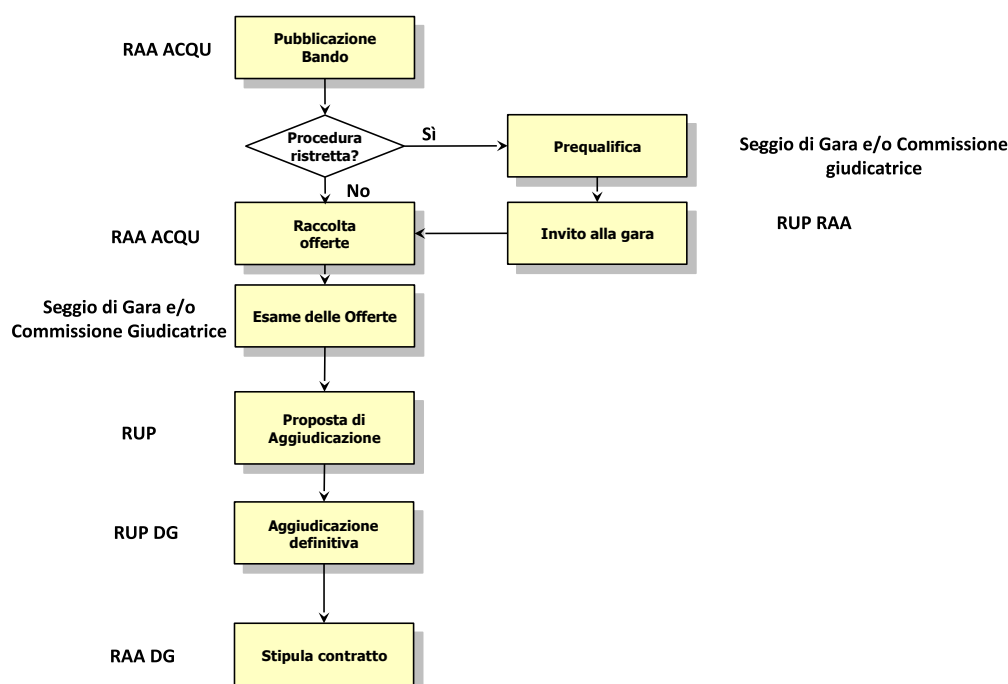 RAA ACQU
Pubblicazione
Bando
Procedura
ristretta?
Sì
Prequalifica
Seggio di Gara e/o Commissione
giudicatrice
No
RAA ACQU
Raccolta
offerte
Invito alla gara
RUP RAA
Seggio di Gara e/o
Commissione Giudicatrice
Esame delle Offerte
RUP
Proposta di
Aggiudicazione
RUP DG
Aggiudicazione
definitiva
RAA DG
Stipula contratto